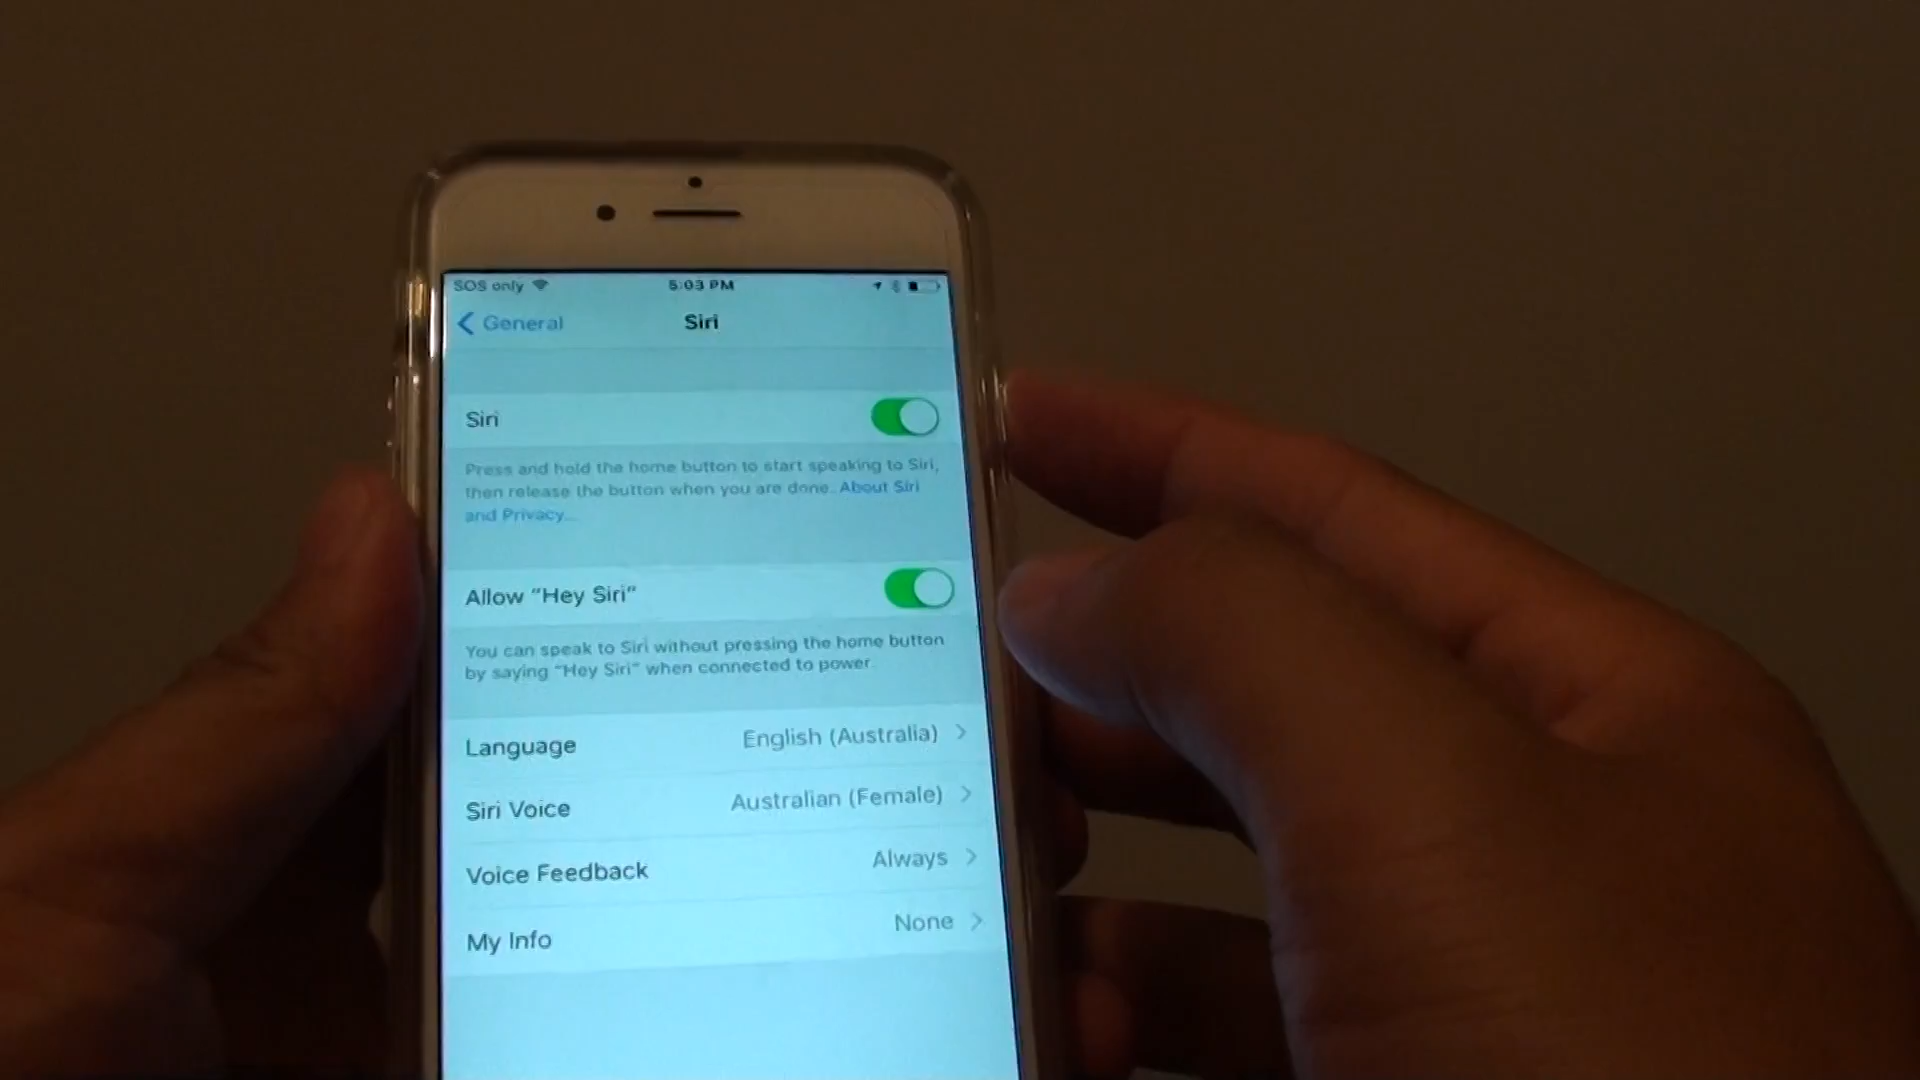 SOS only 5:03 PM
General Siri
Siri
Press and hold the home button to start speaking to Siri,
then release the button when you are done. About Siri
and Privacy...
Allow "Hey Siri"
You can speak to Siri without pressing the home button
by saying "Hey Siri" when connected to power.
Language English (Australia)
Siri Voice Australian (Female)
Voice Feedback Always
My Info None